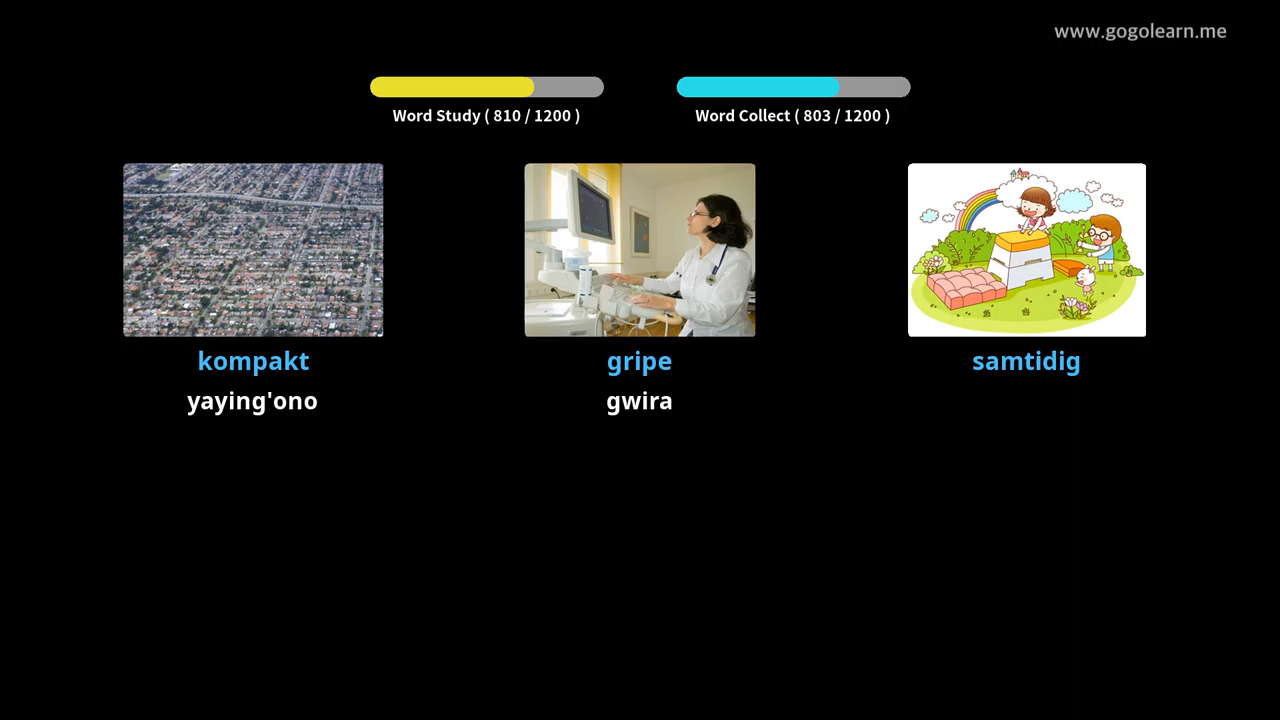 www.gogolearn.me
Word Study ( 810 / 1200 )
Word Collect ( 803 / 1200 )
kompakt
gripe
samtidig
yaying'ono
gwira